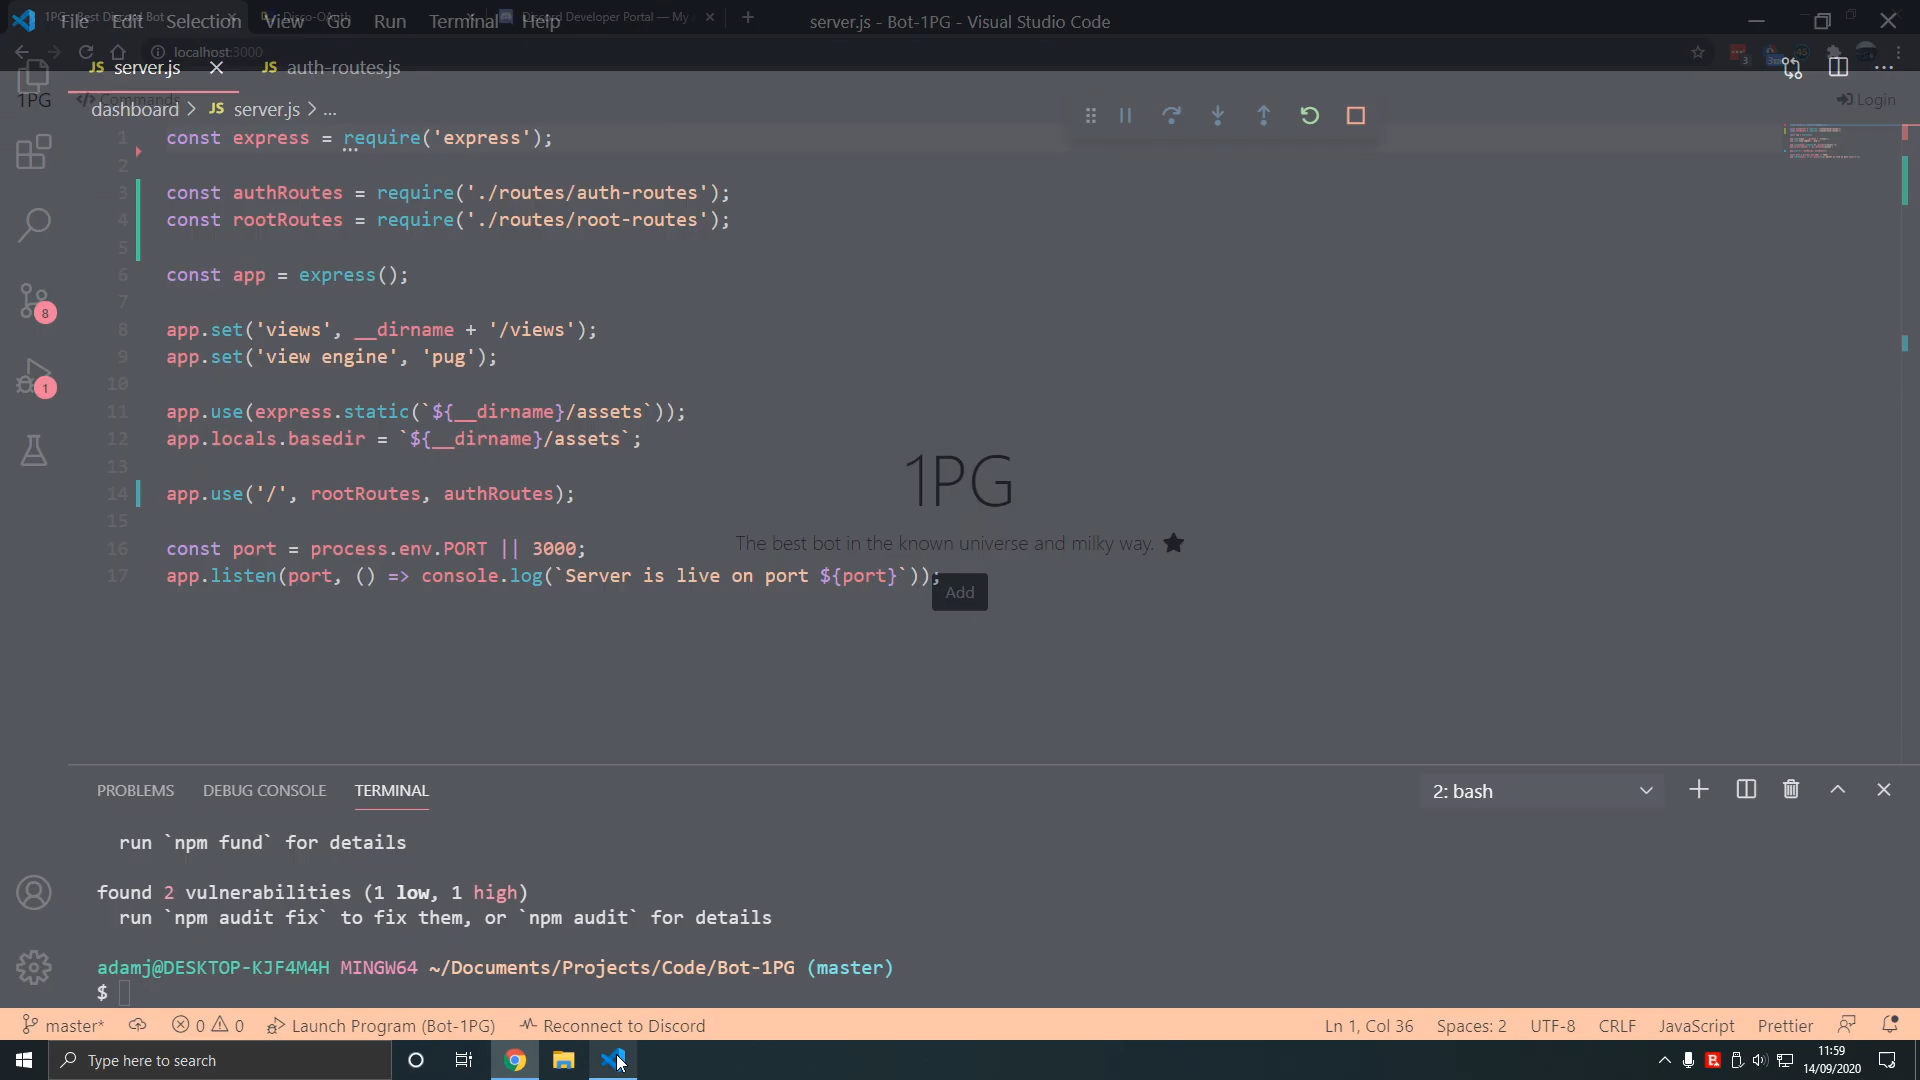 1PG - Best Discord Bot Disco-OAuth Discord Developer Portal — My
File Edit Selection View Go Run Terminal Help server.js - Bot-1PG - Visual Studio Code
localhost:3000
JS server.js JS auth-routes.js
1PG </> Commands Login
dashboard > JS server.js > ...
1 const express = require('express');
2
3 const authRoutes = require('./routes/auth-routes');
4 const rootRoutes = require('./routes/root-routes');
5
6 const app = express();
7
8 app.set('views', __dirname + '/views');
9 app.set('view engine', 'pug');
10
11 app.use(express.static(`${__dirname}/assets`));
12 app.locals.basedir = `${__dirname}/assets`;
13
14 app.use('/', rootRoutes, authRoutes);
15
16 const port = process.env.PORT || 3000;
17 app.listen(port, () => console.log(`Server is live on port ${port}`));
1PG
The best bot in the known universe and milky way.
Add
8
1
PROBLEMS DEBUG CONSOLE TERMINAL 2: bash
run `npm fund` for details
found 2 vulnerabilities (1 low, 1 high)
run `npm audit fix` to fix them, or `npm audit` for details
adamj@DESKTOP-KJF4M4H MINGW64 ~/Documents/Projects/Code/Bot-1PG (master)
$
master* 0 0 Launch Program (Bot-1PG) Reconnect to Discord Ln 1, Col 36 Spaces: 2 UTF-8 CRLF JavaScript Prettier
Type here to search 11:59
14/09/2020